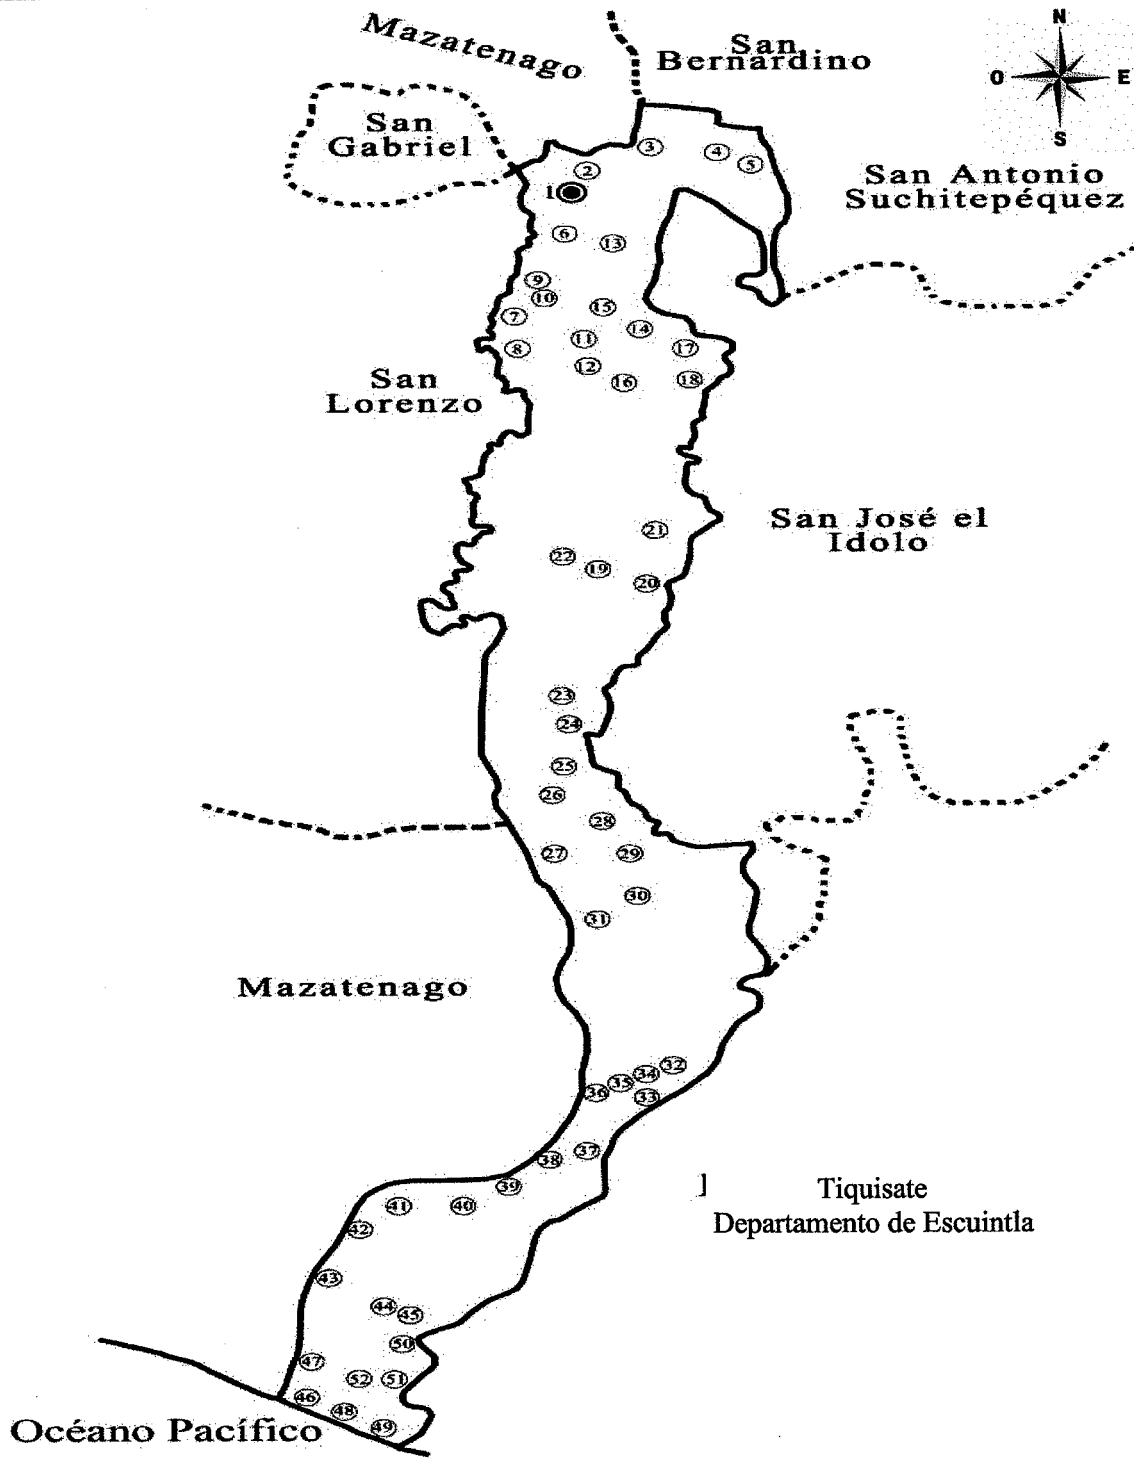 Mazatenago
San
Bernardino
N
O
E
S
San
Gabriel
San Antonio
Suchitepéquez
3
4
5
2
1
6
13
9
10
15
7
14
11
17
8
12
16
18
San
Lorenzo
San José el
Idolo
21
22
19
20
23
24
25
26
28
27
29
30
31
Mazatenago
32
34
35
36
33
37
38
39
40
41
42
]
Tiquisate
Departamento de Escuintla
43
44
45
50
47
52
51
46
48
49
Océano Pacífico